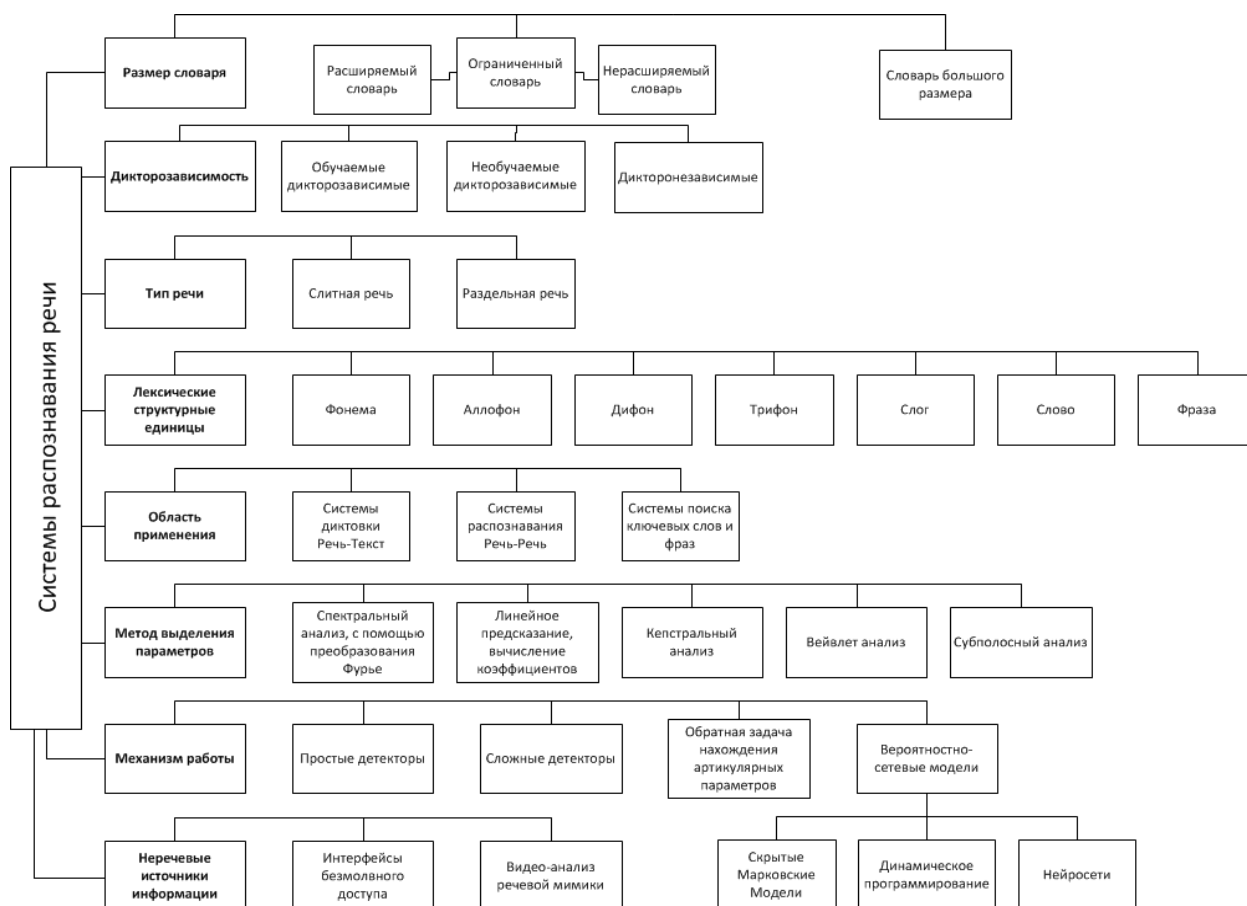 Системы распознавания речи
Размер словаря
Расширяемый
словарь
Ограниченный
словарь
Нерасширяемый
словарь
Словарь большого
размера
Дикторозависимость
Обучаемые
дикторозависимые
Необучаемые
дикторозависимые
Дикторонезависимые
Тип речи
Слитная речь
Раздельная речь
Лексические
структурные
единицы
Фонема
Аллофон
Дифон
Трифон
Слог
Слово
Фраза
Область
применения
Системы
диктовки
Речь-Текст
Системы
распознавания
Речь-Речь
Системы поиска
ключевых слов и
фраз
Метод выделения
параметров
Спектральный
анализ, с помощью
преобразования
Фурье
Линейное
предсказание,
вычисление
коэффициентов
Кепстральный
анализ
Вейвлет анализ
Субполосный анализ
Механизм работы
Простые детекторы
Сложные детекторы
Обратная задача
нахождения
артикулярных
параметров
Вероятностно-
сетевые модели
Скрытые
Марковские
Модели
Динамическое
программирование
Нейросети
Неречевые
источники
информации
Интерфейсы
безмолвного
доступа
Видео-анализ
речевой мимики